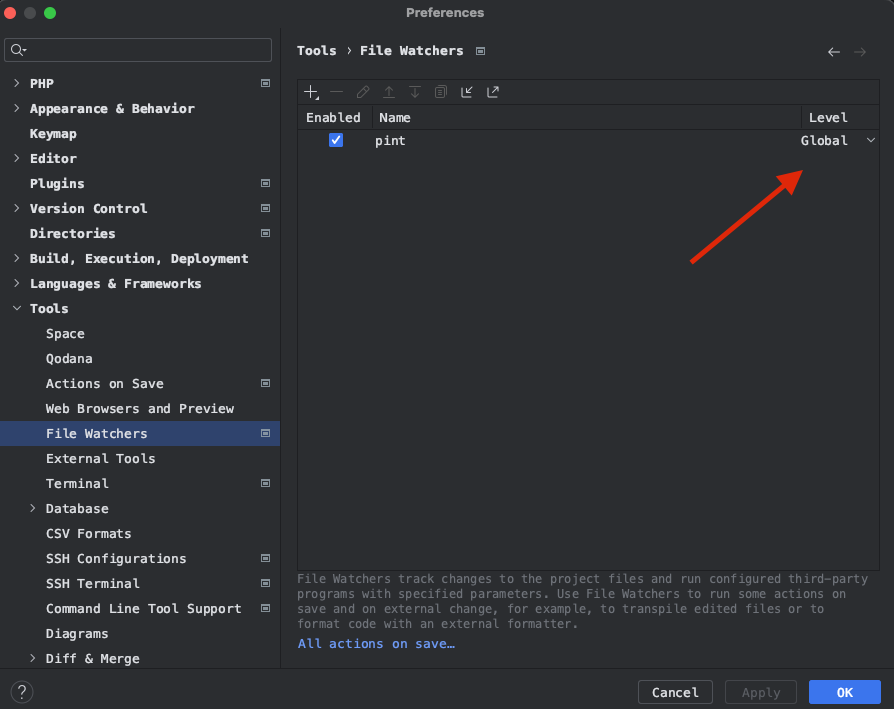 Preferences
PHP
Appearance & Behavior
Keymap
Editor
Plugins
Version Control
Directories
Build, Execution, Deployment
Languages & Frameworks
Tools
Space
Qodana
Actions on Save
Web Browsers and Preview
File Watchers
External Tools
Terminal
Database
CSV Formats
SSH Configurations
SSH Terminal
Command Line Tool Support
Diagrams
Diff & Merge
Tools › File Watchers
Enabled Name Level
pint Global
File Watchers track changes to the project files and run configured third-party
programs with specified parameters. Use File Watchers to run some actions on
save and on external change, for example, to transpile edited files or to
format code with an external formatter.
All actions on save…
? Cancel Apply OK